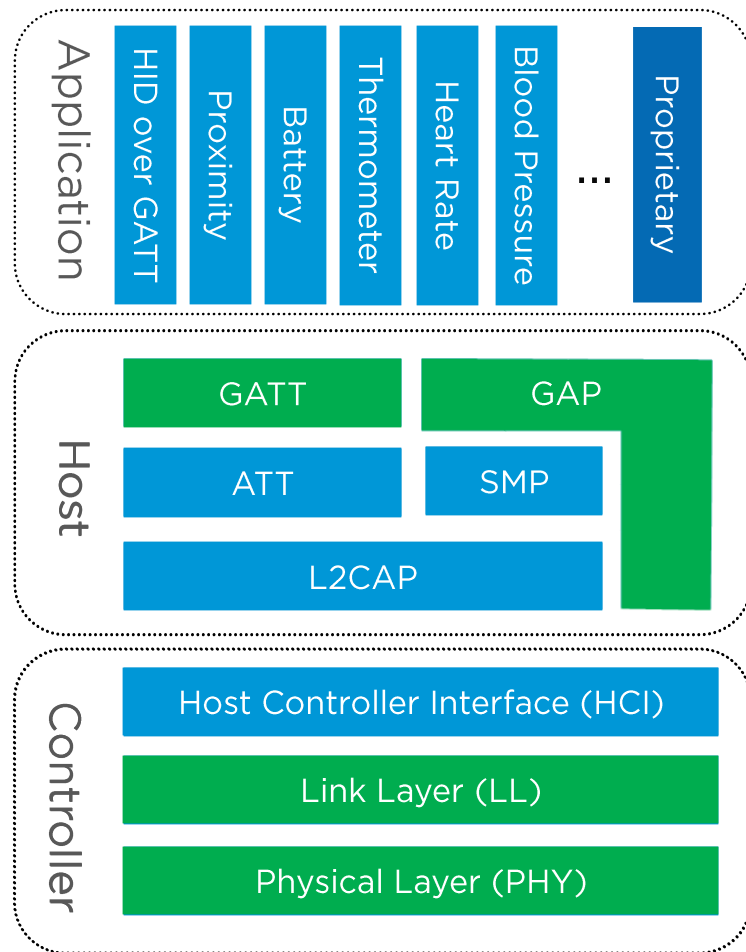 Application
HID over GATT
Proximity
Battery
Thermometer
Heart Rate
Blood Pressure
...
Proprietary
Host
GATT
GAP
ATT
SMP
L2CAP
Controller
Host Controller Interface (HCI)
Link Layer (LL)
Physical Layer (PHY)